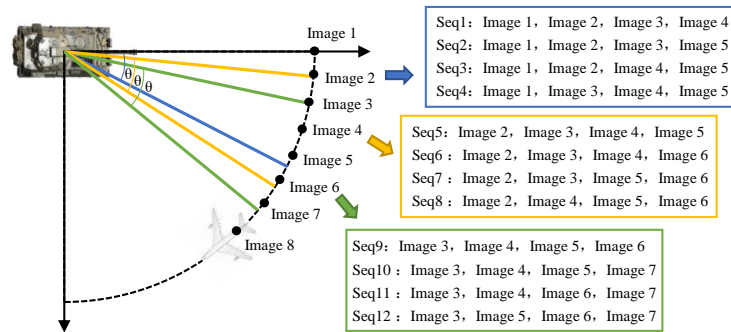 Image 1
Image 2
Image 3
Image 4
Image 5
Image 6
Image 7
Image 8
θ
θ
θ
Seq1: Image 1, Image 2, Image 3, Image 4
Seq2: Image 1, Image 2, Image 3, Image 5
Seq3: Image 1, Image 2, Image 4, Image 5
Seq4: Image 1, Image 3, Image 4, Image 5
Seq5: Image 2, Image 3, Image 4, Image 5
Seq6 : Image 2, Image 3, Image 4, Image 6
Seq7 : Image 2, Image 3, Image 5, Image 6
Seq8 : Image 2, Image 4, Image 5, Image 6
Seq9: Image 3, Image 4, Image 5, Image 6
Seq10 : Image 3, Image 4, Image 5, Image 7
Seq11 : Image 3, Image 4, Image 6, Image 7
Seq12 : Image 3, Image 5, Image 6, Image 7